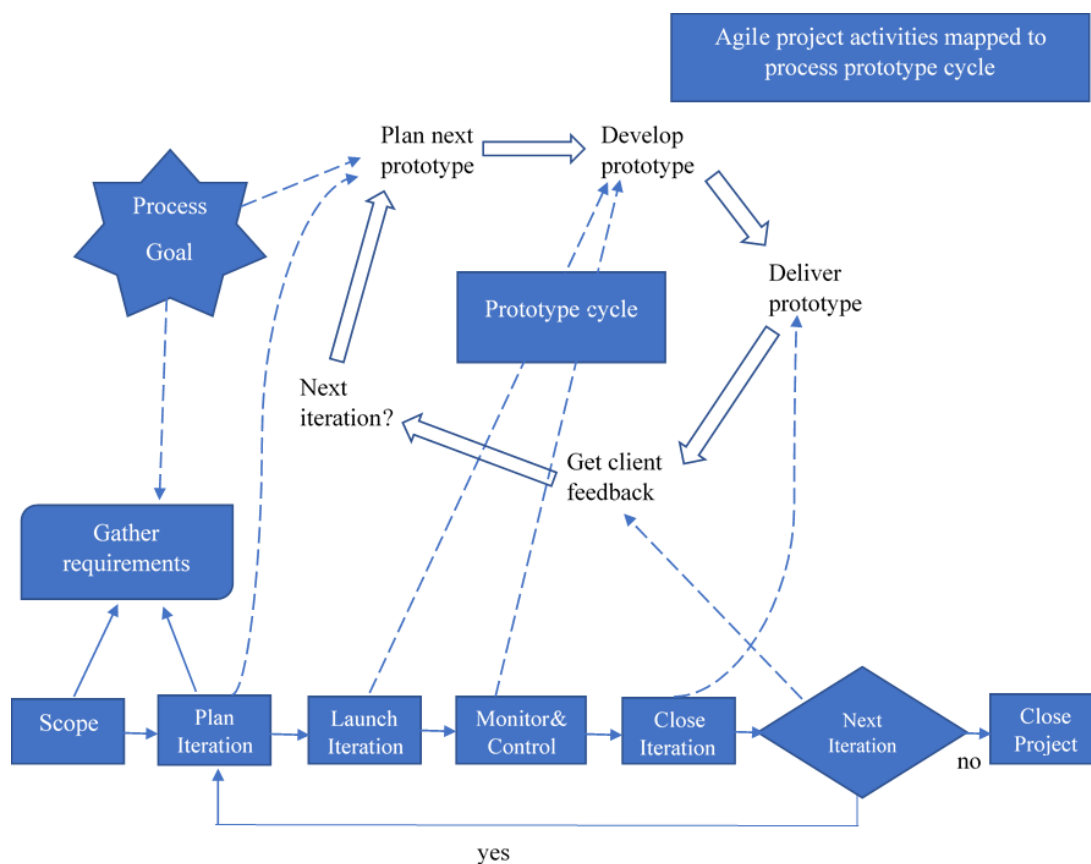 Agile project activities mapped to
process prototype cycle
Plan next
prototype
Develop
prototype
Process
Goal
Deliver
prototype
Prototype cycle
Next
iteration?
Get client
feedback
Gather
requirements
Scope
Plan
Iteration
Launch
Iteration
Monitor&
Control
Close
Iteration
Next
Iteration
Close
Project
no
yes